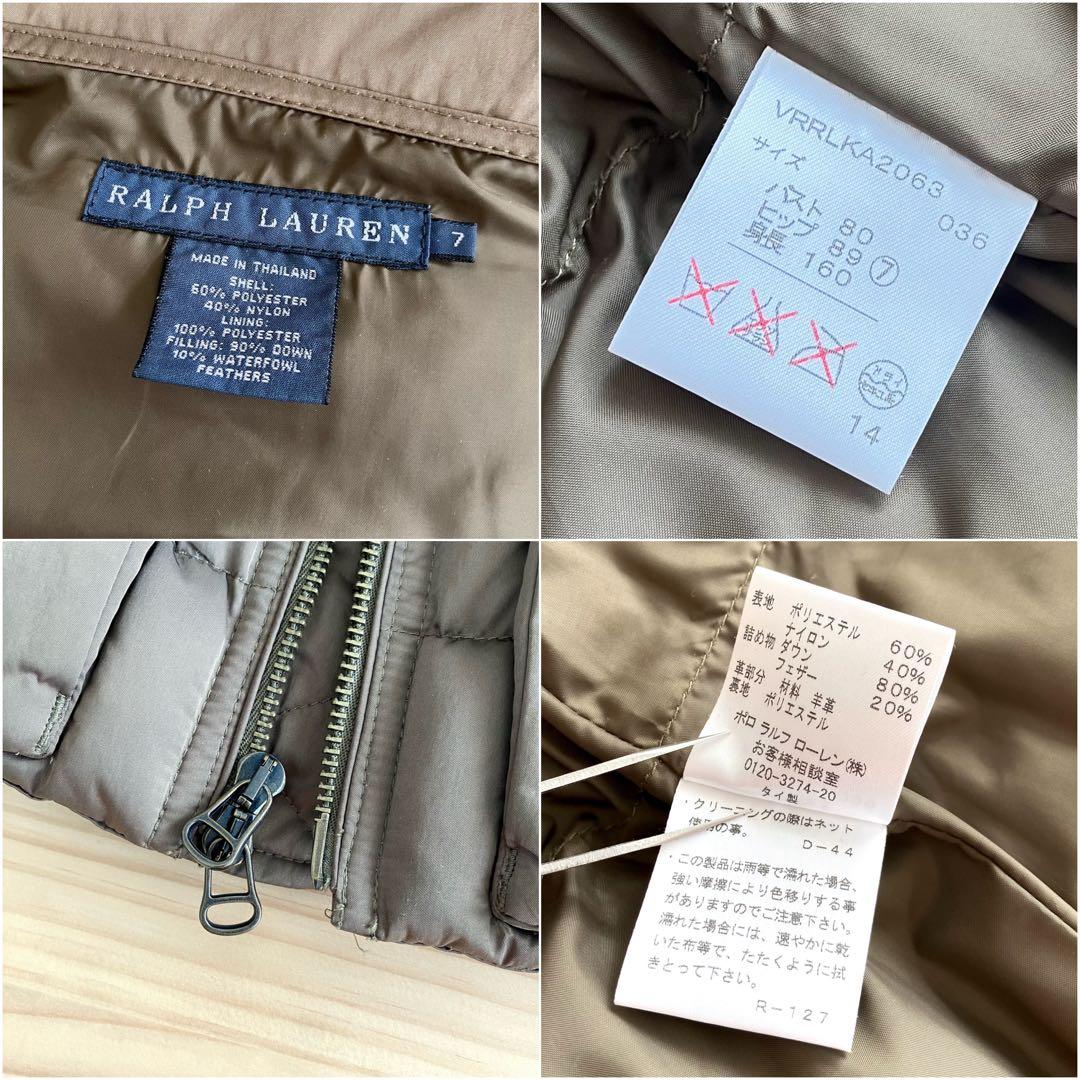 RALPH LAUREN
7
MADE IN THAILAND
SHELL:
60% POLYESTER
40% NYLON
LINING:
100% POLYESTER
FILLING: 90% DOWN
10% WATERFOWL
FEATHERS
VRRLKA2063
036
サイズ
バスト 80
ヒップ 89 ⑦
身長 160
ドライ
セキユ系
14
表地 ポリエステル 60%
ナイロン 40%
詰め物 ダウン 80%
フェザー 20%
革部分 材料 羊革
裏地 ポリエステル
ポロ ラルフ ローレン(株)
お客様相談室
0120-3274-20
タイ製
・クリーニングの際はネット
使用の事。
D-44
・この製品は雨等で濡れた場合、
強い摩擦により色移りする事
がありますのでご注意下さい。
濡れた場合には、速やかに乾
いた布等で、たたくように拭
きとって下さい。
R-127